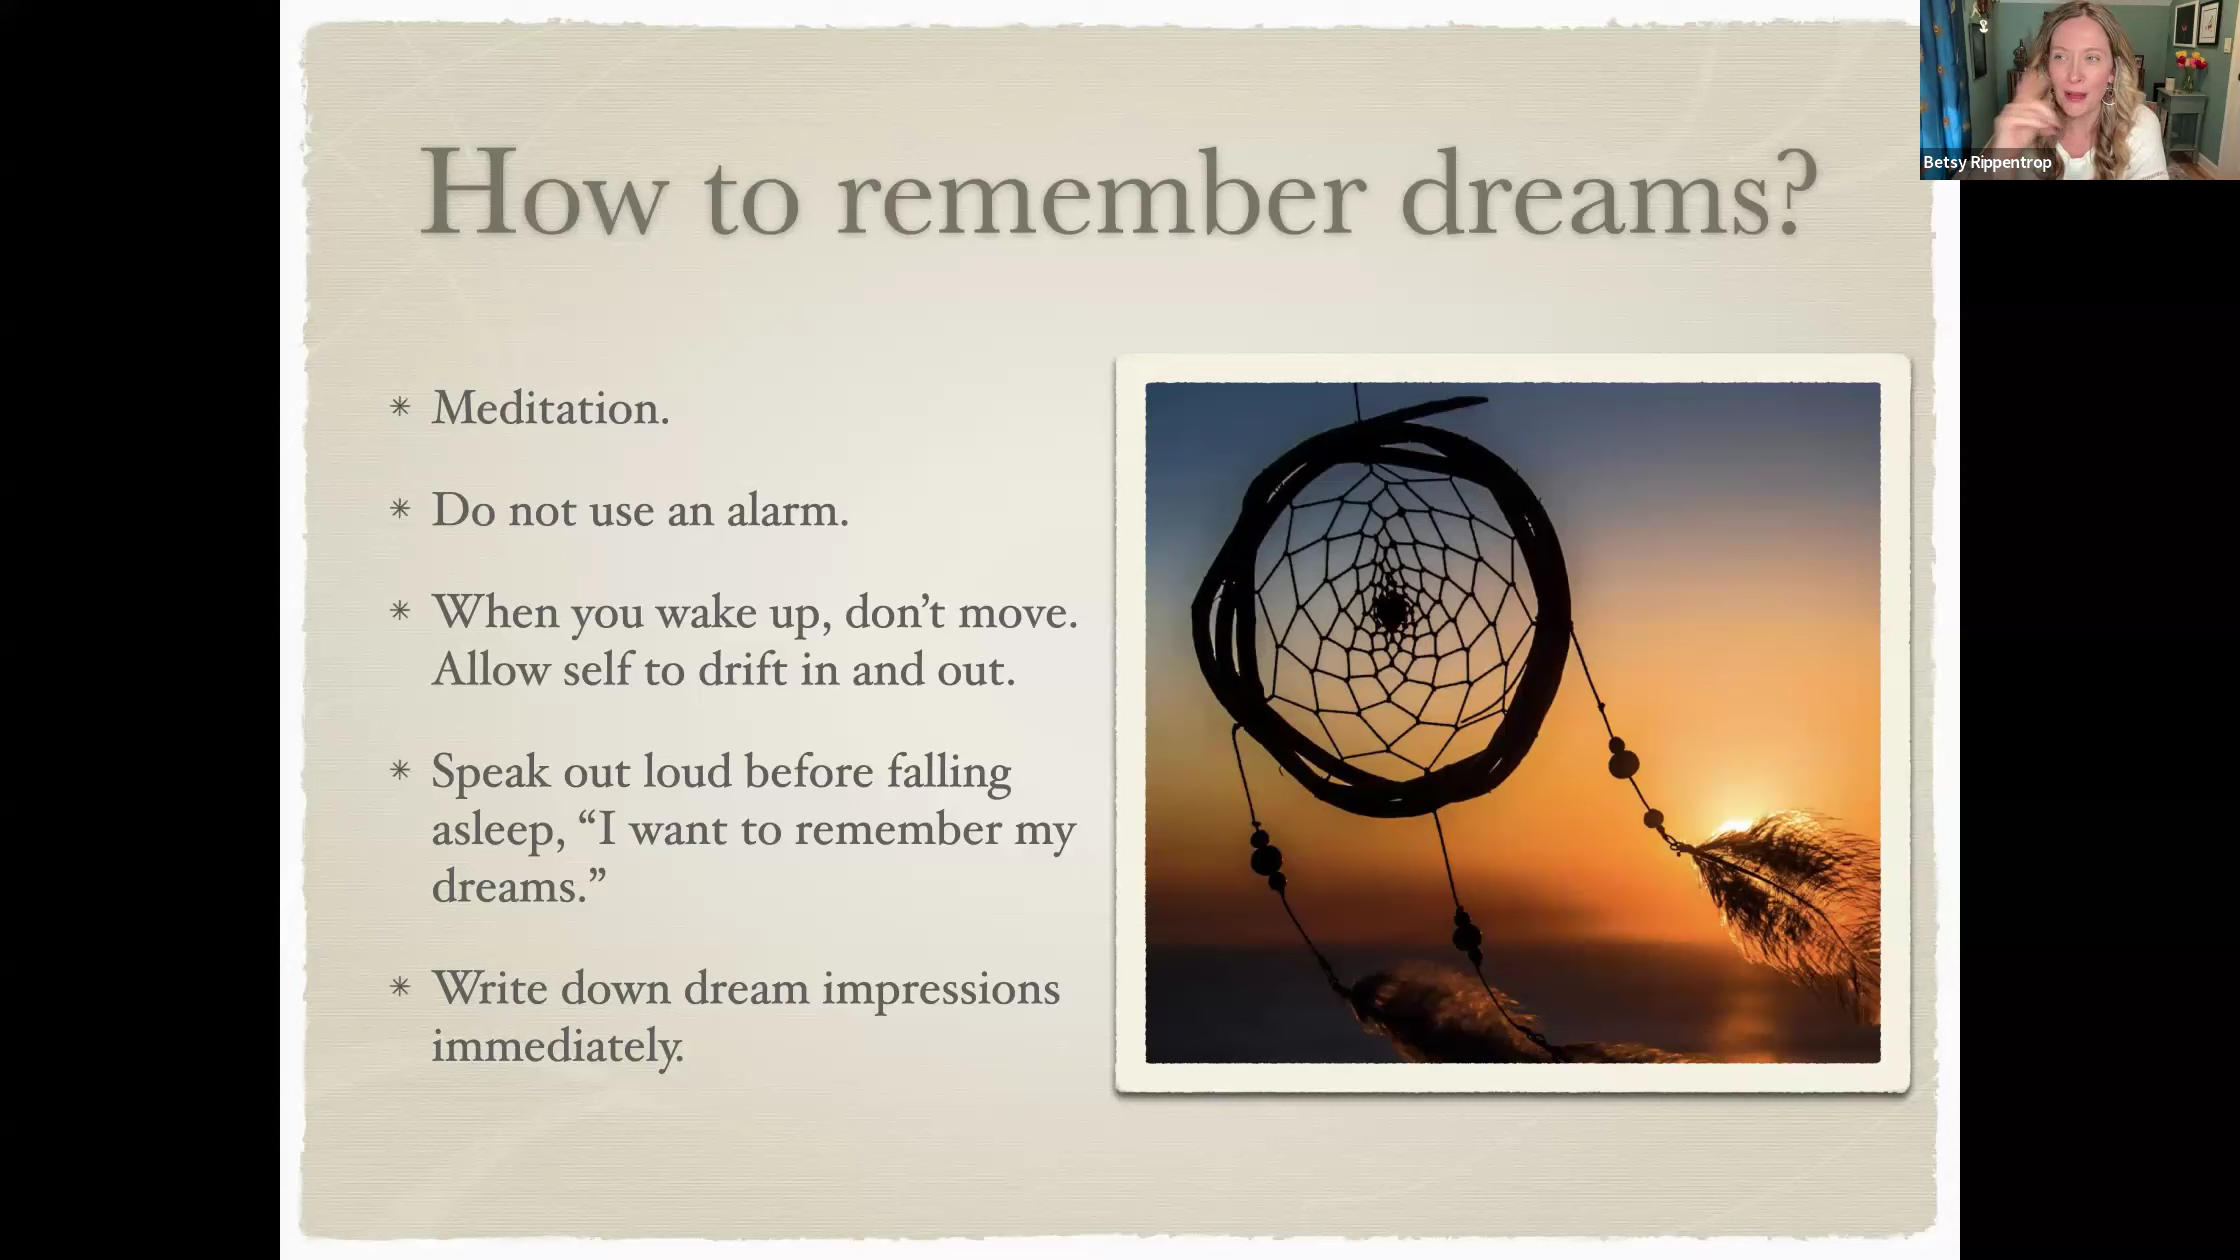 How to remember dreams?
Betsy Rippentrop
Meditation.
Do not use an alarm.
When you wake up, don’t move.
Allow self to drift in and out.
Speak out loud before falling
asleep, “I want to remember my
dreams.”
Write down dream impressions
immediately.